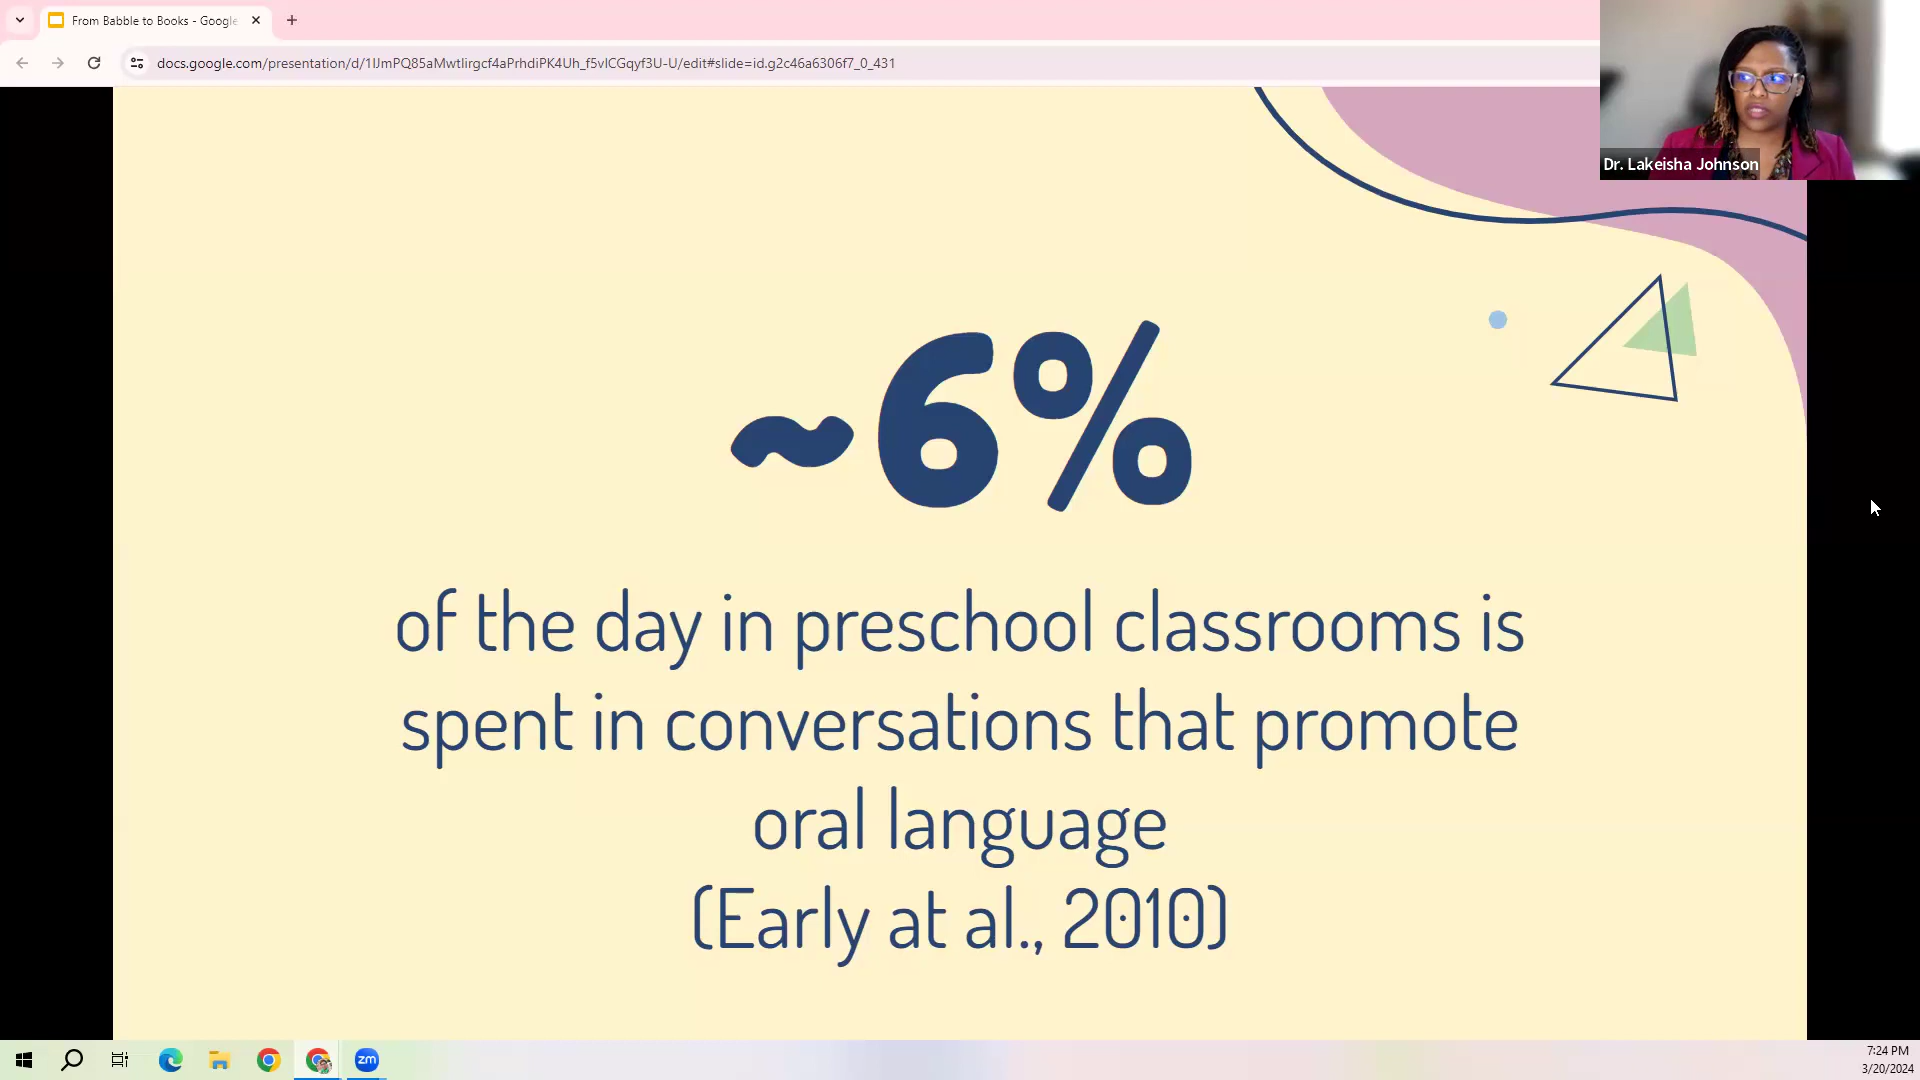 From Babble to Books - Google
docs.google.com/presentation/d/1IJmPQ85aMwtlirgcf4aPrhdiPK4Uh_f5vlCGqyf3U-U/edit#slide=id.g2c46a6306f7_0_431
Dr. Lakeisha Johnson
~6%
of the day in preschool classrooms is
spent in conversations that promote
oral language
(Early at al., 2010)
zm
7:24 PM
3/20/2024